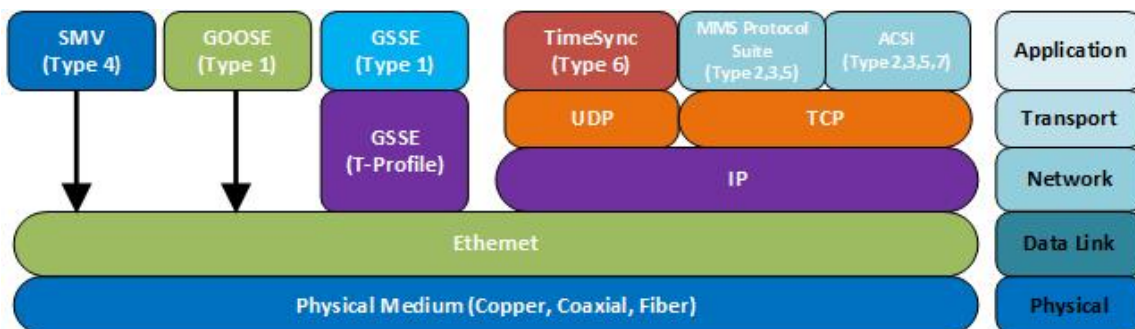 SMV
(Type 4)
GOOSE
(Type 1)
GSSE
(Type 1)
TimeSync
(Type 6)
MMS Protocol
Suite
(Type 2,3,5)
ACSI
(Type 2,3,5,7)
Application
GSSE
(T-Profile)
UDP
TCP
Transport
IP
Network
Ethernet
Data Link
Physical Medium (Copper, Coaxial, Fiber)
Physical